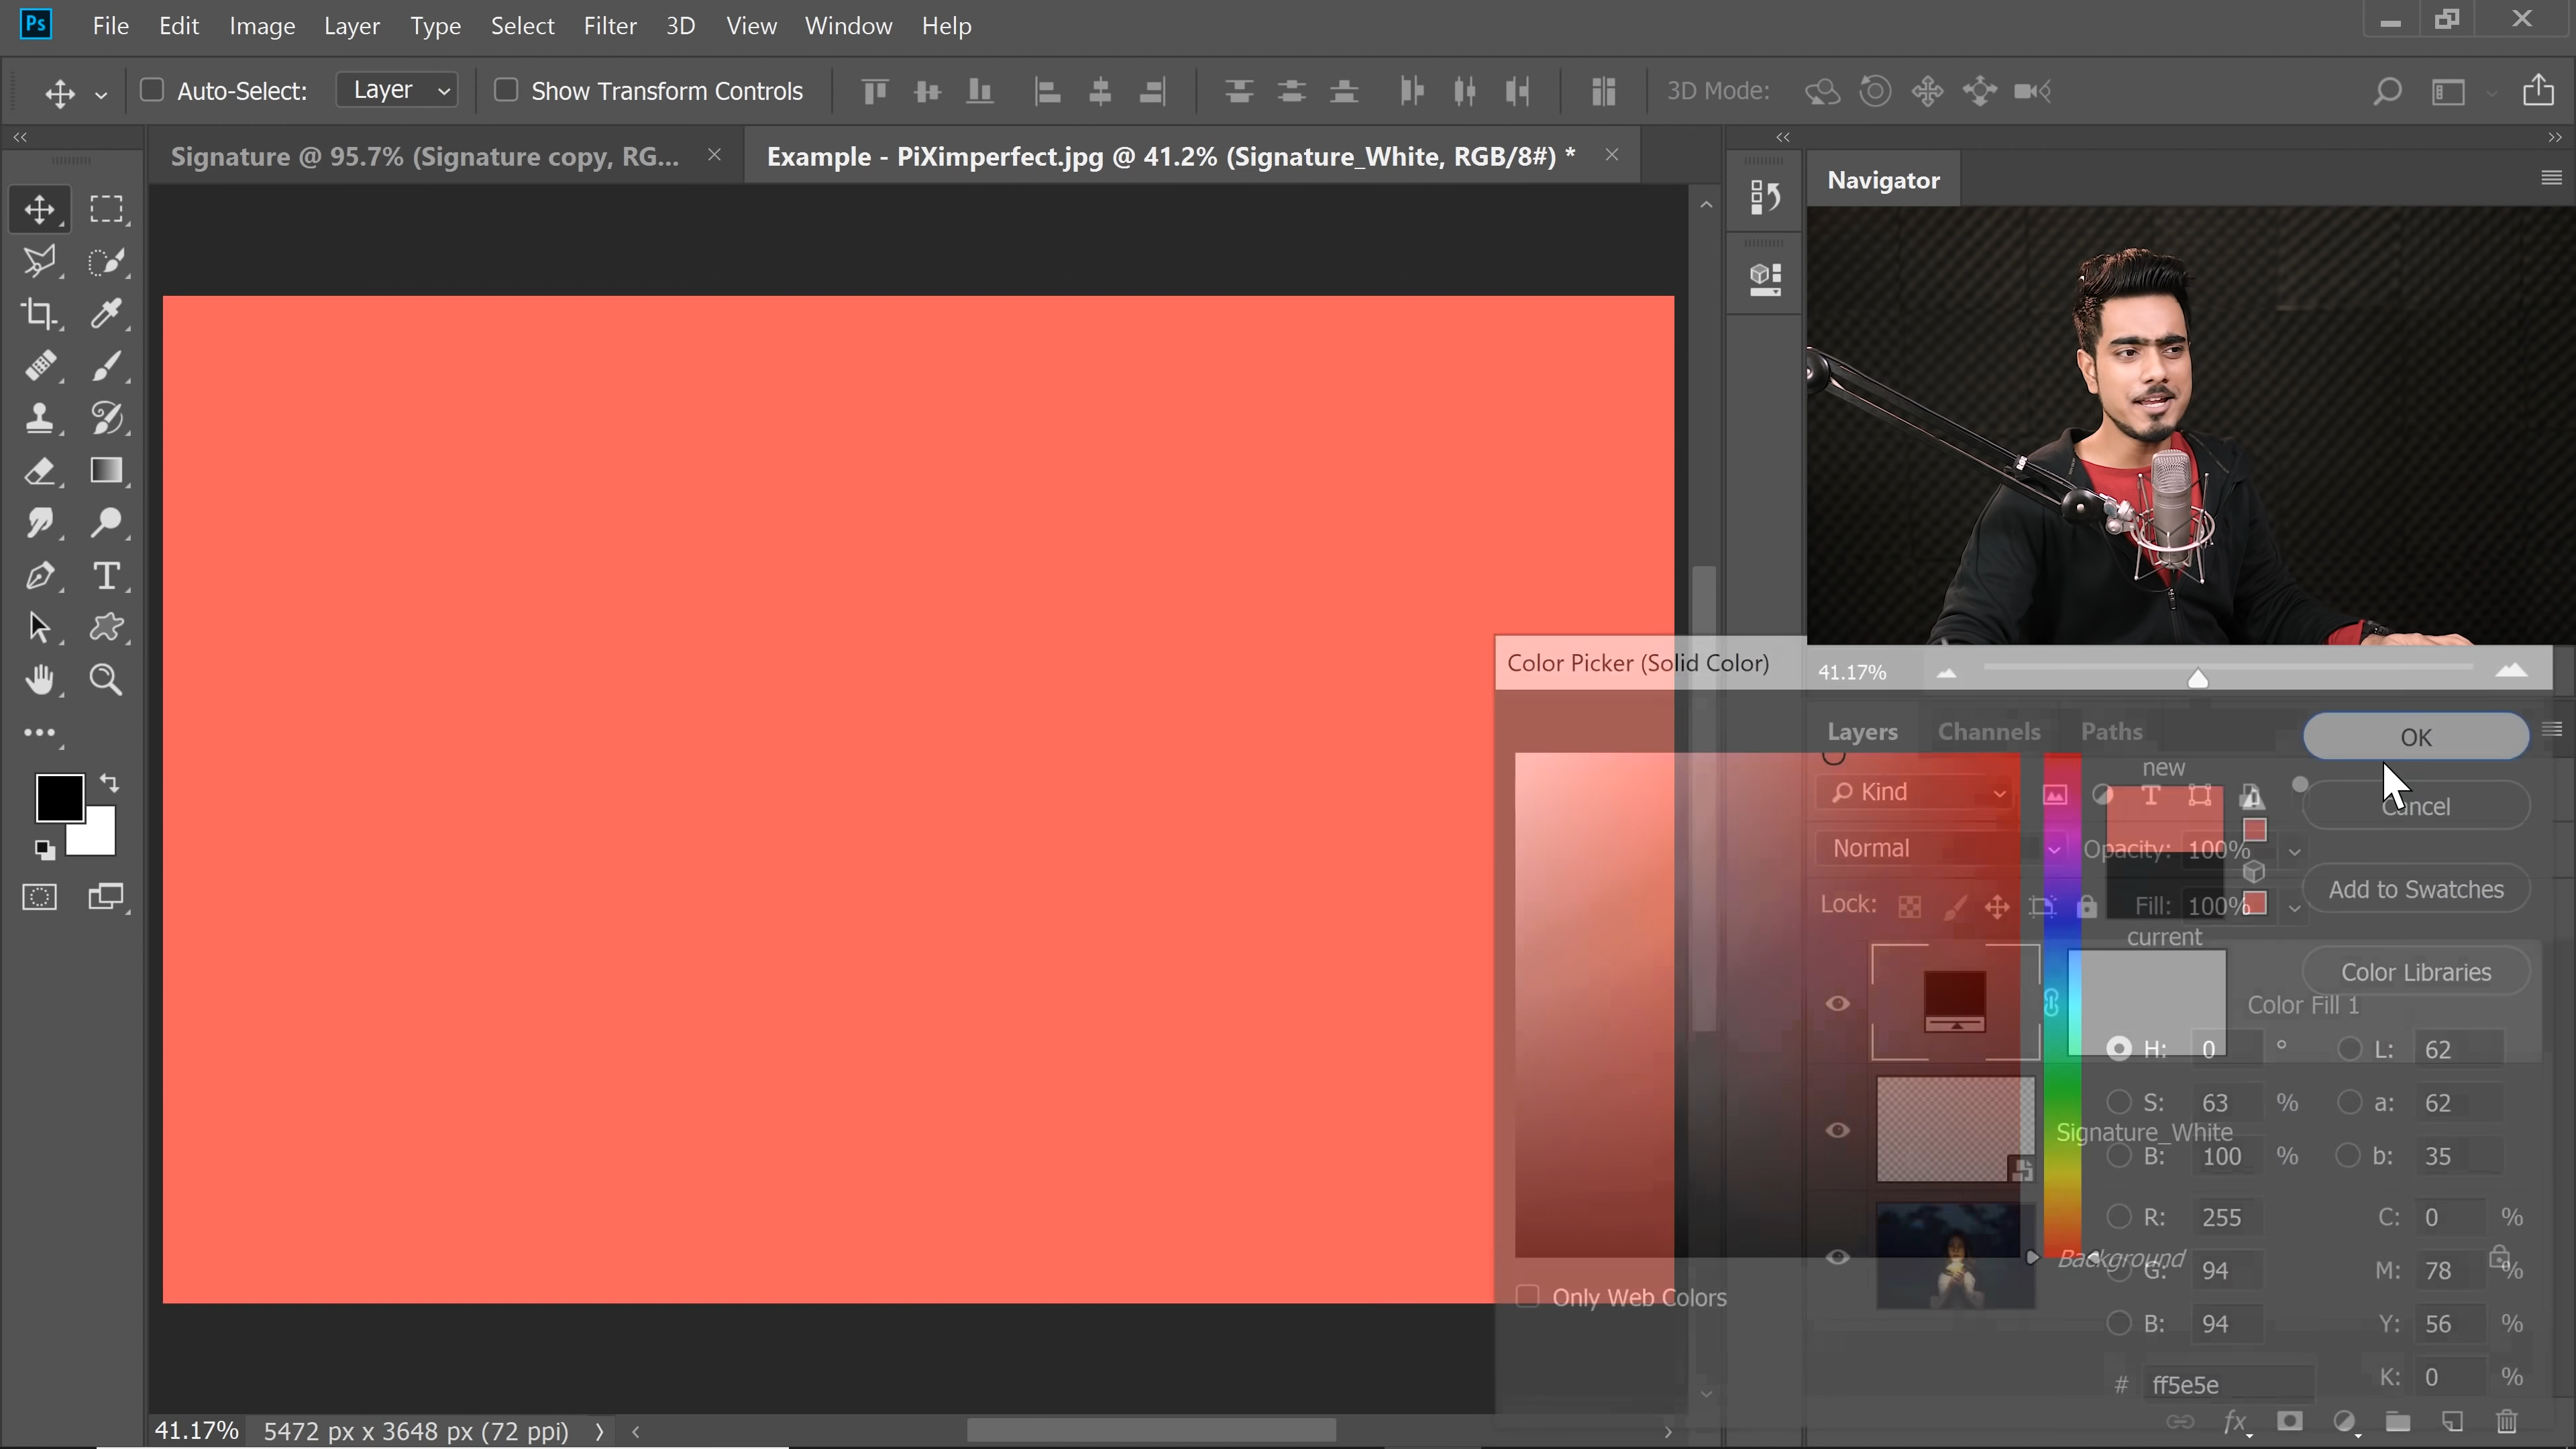 Ps File Edit Image Layer Type Select Filter 3D View Window Help
Auto-Select: Layer Show Transform Controls 3D Mode:
Signature @ 95.7% (Signature copy, RG... Example - PiXimperfect.jpg @ 41.2% (Signature_White, RGB/8#) *
Navigator
Color Picker (Solid Color)
41.17%
Layers Channels Paths
OK
new
Kind
Cancel
Normal
Opacity: 100%
Add to Swatches
Lock:
Fill: 100%
current
Color Libraries
Color Fill 1
H: 0 ° L: 62
S: 63 % a: 62
Signature_White
B: 100 % b: 35
R: 255 C: 0 %
Background
G: 94 M: 78 %
Only Web Colors
B: 94 Y: 56 %
# ff5e5e K: 0 %
fx
41.17% 5472 px x 3648 px (72 ppi)